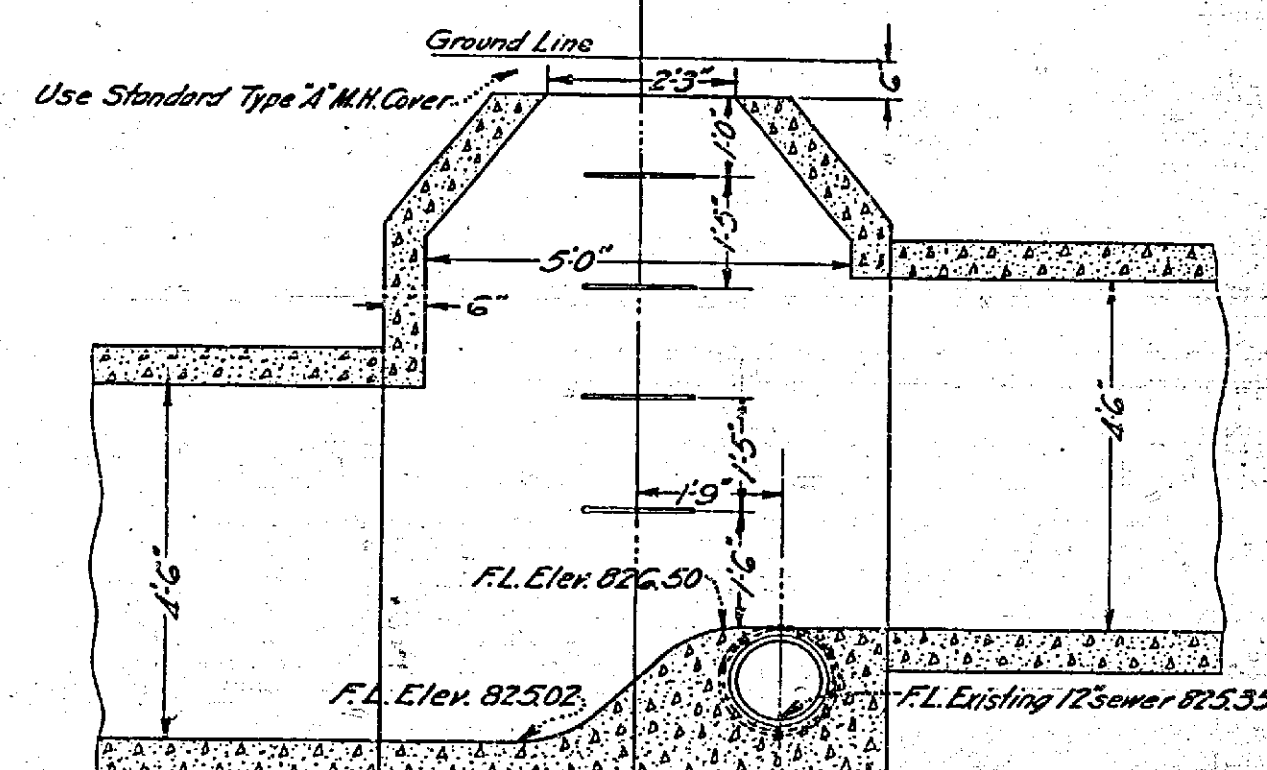 Ground Line
2'3"
6"
Use Standard Type "A" M.H. Cover
1'0"
1'5"
5'0"
6"
4'6"
1'5"
1'9"
F.L. Elev. 826.50
1'6"
4'6"
F.L. Elev. 825.02
F.L. Existing 12" sewer 825.35